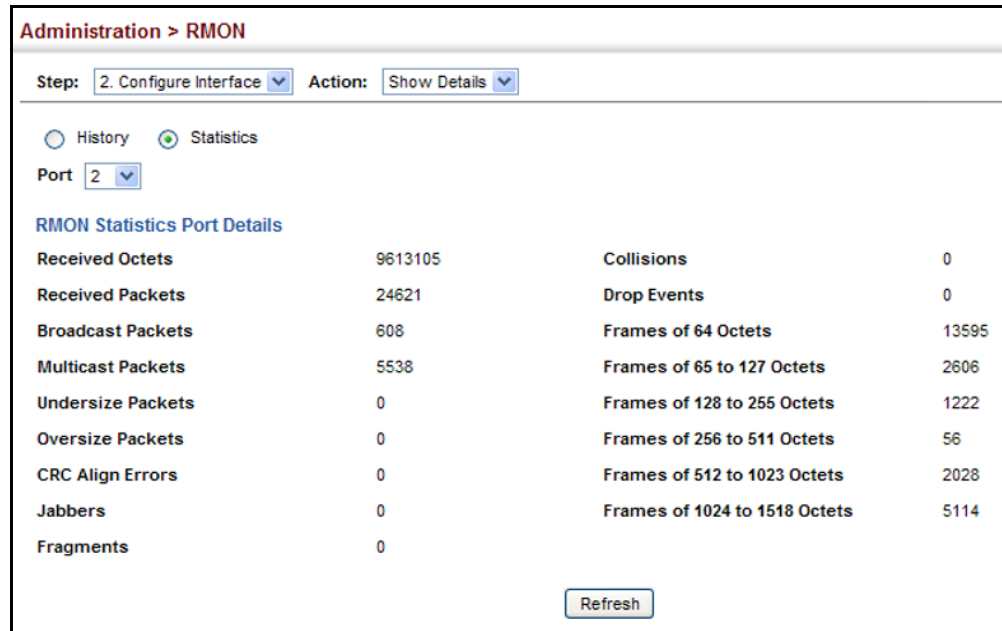 Administration > RMON
Step: 2. Configure Interface Action: Show Details
History Statistics
Port 2
RMON Statistics Port Details
Received Octets 9613105 Collisions 0
Received Packets 24621 Drop Events 0
Broadcast Packets 608 Frames of 64 Octets 13595
Multicast Packets 5538 Frames of 65 to 127 Octets 2606
Undersize Packets 0 Frames of 128 to 255 Octets 1222
Oversize Packets 0 Frames of 256 to 511 Octets 56
CRC Align Errors 0 Frames of 512 to 1023 Octets 2028
Jabbers 0 Frames of 1024 to 1518 Octets 5114
Fragments 0
Refresh